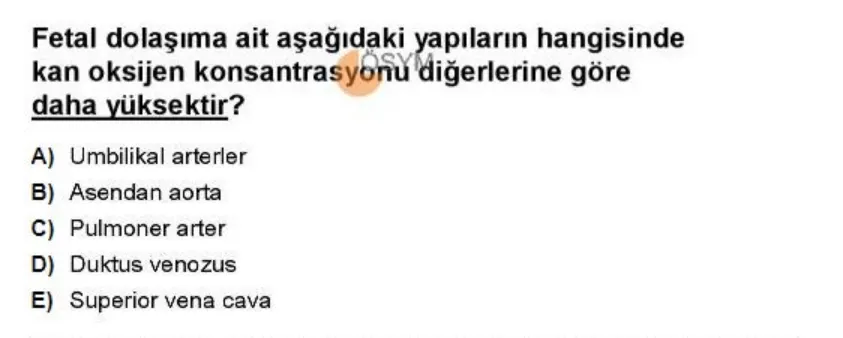 Fetal dolaşıma ait aşağıdaki yapıların hangisinde
kan oksijen konsantrasyonu diğerlerine göre
daha yüksektir?
ÖSYM
A) Umbilikal arterler
B) Asendan aorta
C) Pulmoner arter
D) Duktus venozus
E) Superior vena cava